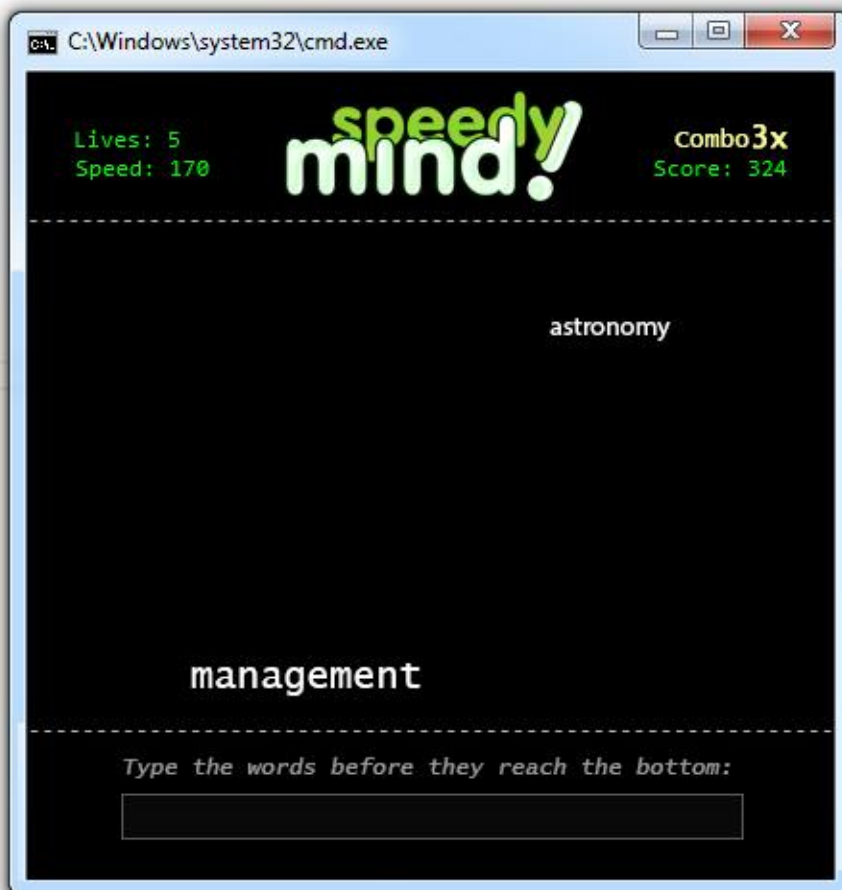 C:\Windows\system32\cmd.exe
Lives: 5
Speed: 170
speedy
mind!
Combo3x
Score: 324
astronomy
management
Type the words before they reach the bottom: